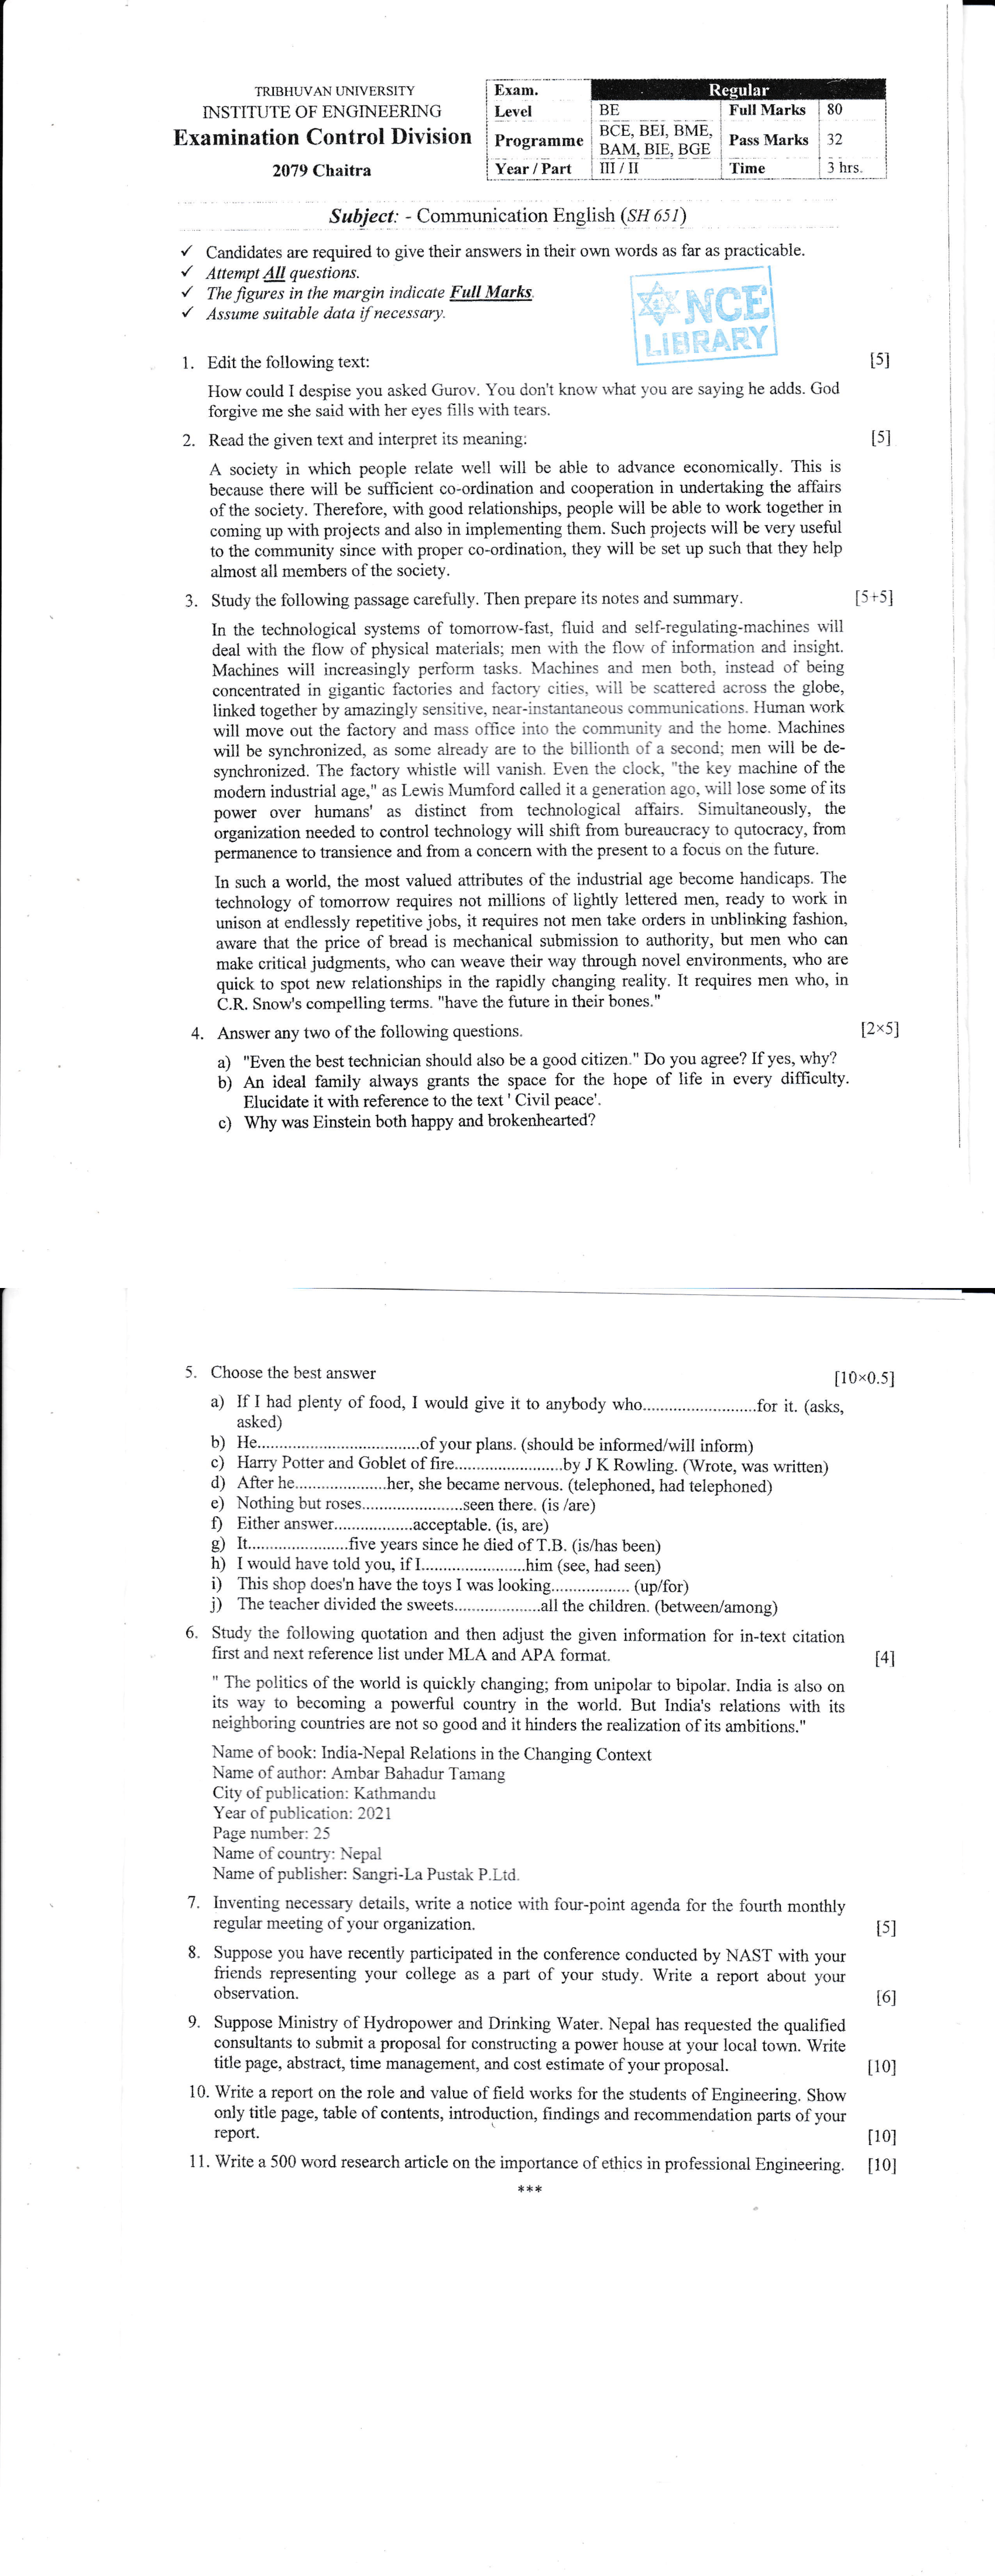 TRIBHUVAN UNIVERSITY
INSTITUTE OF ENGINEERING
Examination Control Division
2079 Chaitra
Exam. Regular
Level BE Full Marks 80
Programme BCE, BEI, BME, BAM, BIE, BGE Pass Marks 32
Year / Part III / II Time 3 hrs.
Subject: - Communication English (SH 651)
✓ Candidates are required to give their answers in their own words as far as practicable.
✓ Attempt All questions.
✓ The figures in the margin indicate Full Marks.
✓ Assume suitable data if necessary.
NCE
LIBRARY
1. Edit the following text: [5]
How could I despise you asked Gurov. You don't know what you are saying he adds. God
forgive me she said with her eyes fills with tears.
2. Read the given text and interpret its meaning: [5]
A society in which people relate well will be able to advance economically. This is
because there will be sufficient co-ordination and cooperation in undertaking the affairs
of the society. Therefore, with good relationships, people will be able to work together in
coming up with projects and also in implementing them. Such projects will be very useful
to the community since with proper co-ordination, they will be set up such that they help
almost all members of the society.
3. Study the following passage carefully. Then prepare its notes and summary. [5+5]
In the technological systems of tomorrow-fast, fluid and self-regulating-machines will
deal with the flow of physical materials; men with the flow of information and insight.
Machines will increasingly perform tasks. Machines and men both, instead of being
concentrated in gigantic factories and factory cities, will be scattered across the globe,
linked together by amazingly sensitive, near-instantaneous communications. Human work
will move out the factory and mass office into the community and the home. Machines
will be synchronized, as some already are to the billionth of a second; men will be de-
synchronized. The factory whistle will vanish. Even the clock, "the key machine of the
modern industrial age," as Lewis Mumford called it a generation ago, will lose some of its
power over humans' as distinct from technological affairs. Simultaneously, the
organization needed to control technology will shift from bureaucracy to qutocracy, from
permanence to transience and from a concern with the present to a focus on the future.
In such a world, the most valued attributes of the industrial age become handicaps. The
technology of tomorrow requires not millions of lightly lettered men, ready to work in
unison at endlessly repetitive jobs, it requires not men take orders in unblinking fashion,
aware that the price of bread is mechanical submission to authority, but men who can
make critical judgments, who can weave their way through novel environments, who are
quick to spot new relationships in the rapidly changing reality. It requires men who, in
C.R. Snow's compelling terms. "have the future in their bones."
4. Answer any two of the following questions. [2×5]
a) "Even the best technician should also be a good citizen." Do you agree? If yes, why?
b) An ideal family always grants the space for the hope of life in every difficulty.
Elucidate it with reference to the text ' Civil peace'.
c) Why was Einstein both happy and brokenhearted?
5. Choose the best answer [10×0.5]
a) If I had plenty of food, I would give it to anybody who..........................for it. (asks,
asked)
b) He.....................................of your plans. (should be informed/will inform)
c) Harry Potter and Goblet of fire.........................by J K Rowling. (Wrote, was written)
d) After he.....................her, she became nervous. (telephoned, had telephoned)
e) Nothing but roses.......................seen there. (is /are)
f) Either answer..................acceptable. (is, are)
g) It.......................five years since he died of T.B. (is/has been)
h) I would have told you, if I........................him (see, had seen)
i) This shop does'n have the toys I was looking.................. (up/for)
j) The teacher divided the sweets....................all the children. (between/among)
6. Study the following quotation and then adjust the given information for in-text citation
first and next reference list under MLA and APA format. [4]
" The politics of the world is quickly changing; from unipolar to bipolar. India is also on
its way to becoming a powerful country in the world. But India's relations with its
neighboring countries are not so good and it hinders the realization of its ambitions."
Name of book: India-Nepal Relations in the Changing Context
Name of author: Ambar Bahadur Tamang
City of publication: Kathmandu
Year of publication: 2021
Page number: 25
Name of country: Nepal
Name of publisher: Sangri-La Pustak P.Ltd.
7. Inventing necessary details, write a notice with four-point agenda for the fourth monthly
regular meeting of your organization. [5]
8. Suppose you have recently participated in the conference conducted by NAST with your
friends representing your college as a part of your study. Write a report about your
observation. [6]
9. Suppose Ministry of Hydropower and Drinking Water. Nepal has requested the qualified
consultants to submit a proposal for constructing a power house at your local town. Write
title page, abstract, time management, and cost estimate of your proposal. [10]
10. Write a report on the role and value of field works for the students of Engineering. Show
only title page, table of contents, introduction, findings and recommendation parts of your
report. [10]
11. Write a 500 word research article on the importance of ethics in professional Engineering. [10]
***